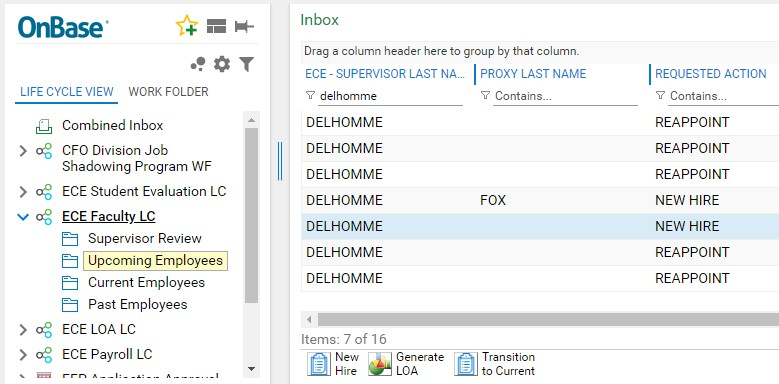 OnBase®
LIFE CYCLE VIEW WORK FOLDER
Combined Inbox
CFO Division Job
Shadowing Program WF
ECE Student Evaluation LC
ECE Faculty LC
Supervisor Review
Upcoming Employees
Current Employees
Past Employees
ECE LOA LC
ECE Payroll LC
Inbox
Drag a column header here to group by that column.
ECE - SUPERVISOR LAST NA... PROXY LAST NAME REQUESTED ACTION
delhomme Contains... Contains...
DELHOMME REAPPOINT
DELHOMME REAPPOINT
DELHOMME REAPPOINT
DELHOMME FOX NEW HIRE
DELHOMME NEW HIRE
DELHOMME REAPPOINT
DELHOMME REAPPOINT
Items: 7 of 16
New Generate Transition
Hire LOA to Current